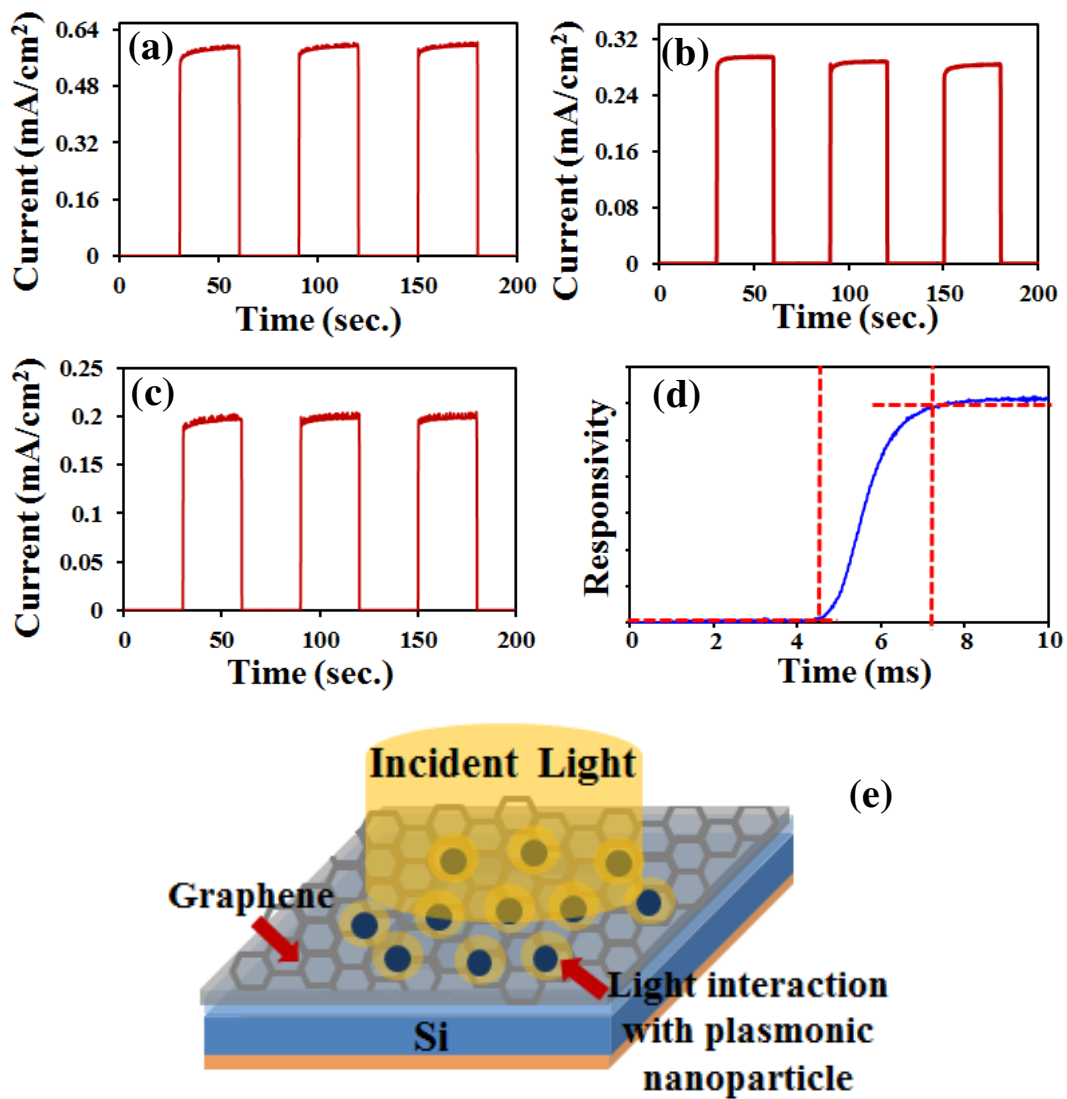 (a)
Current (mA/cm²)
0.64
0.48
0.32
0.16
0
0 50 100 150 200
Time (sec.)
(b)
Current (mA/cm²)
0.32
0.24
0.16
0.08
0
0 50 100 150 200
Time (sec.)
(c)
Current (mA/cm²)
0.25
0.2
0.15
0.1
0.05
0
0 50 100 150 200
Time (sec.)
(d)
Responsivity
0 2 4 6 8 10
Time (ms)
(e)
Incident Light
Graphene
Si
Light interaction
with plasmonic
nanoparticle